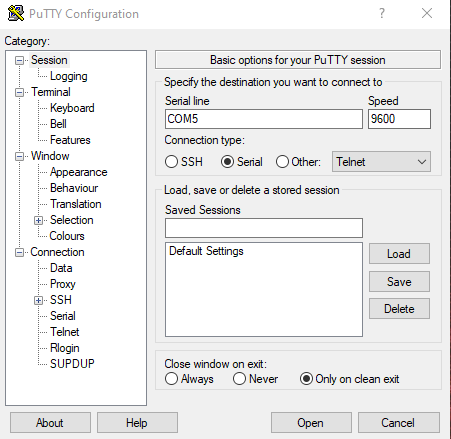 PuTTY Configuration
Category:
Session
Logging
Terminal
Keyboard
Bell
Features
Window
Appearance
Behaviour
Translation
Selection
Colours
Connection
Data
Proxy
SSH
Serial
Telnet
Rlogin
SUPDUP
Basic options for your PuTTY session
Specify the destination you want to connect to
Serial line Speed
COM5 9600
Connection type:
SSH Serial Other: Telnet
Load, save or delete a stored session
Saved Sessions
Default Settings
Load
Save
Delete
Close window on exit:
Always Never Only on clean exit
About Help Open Cancel